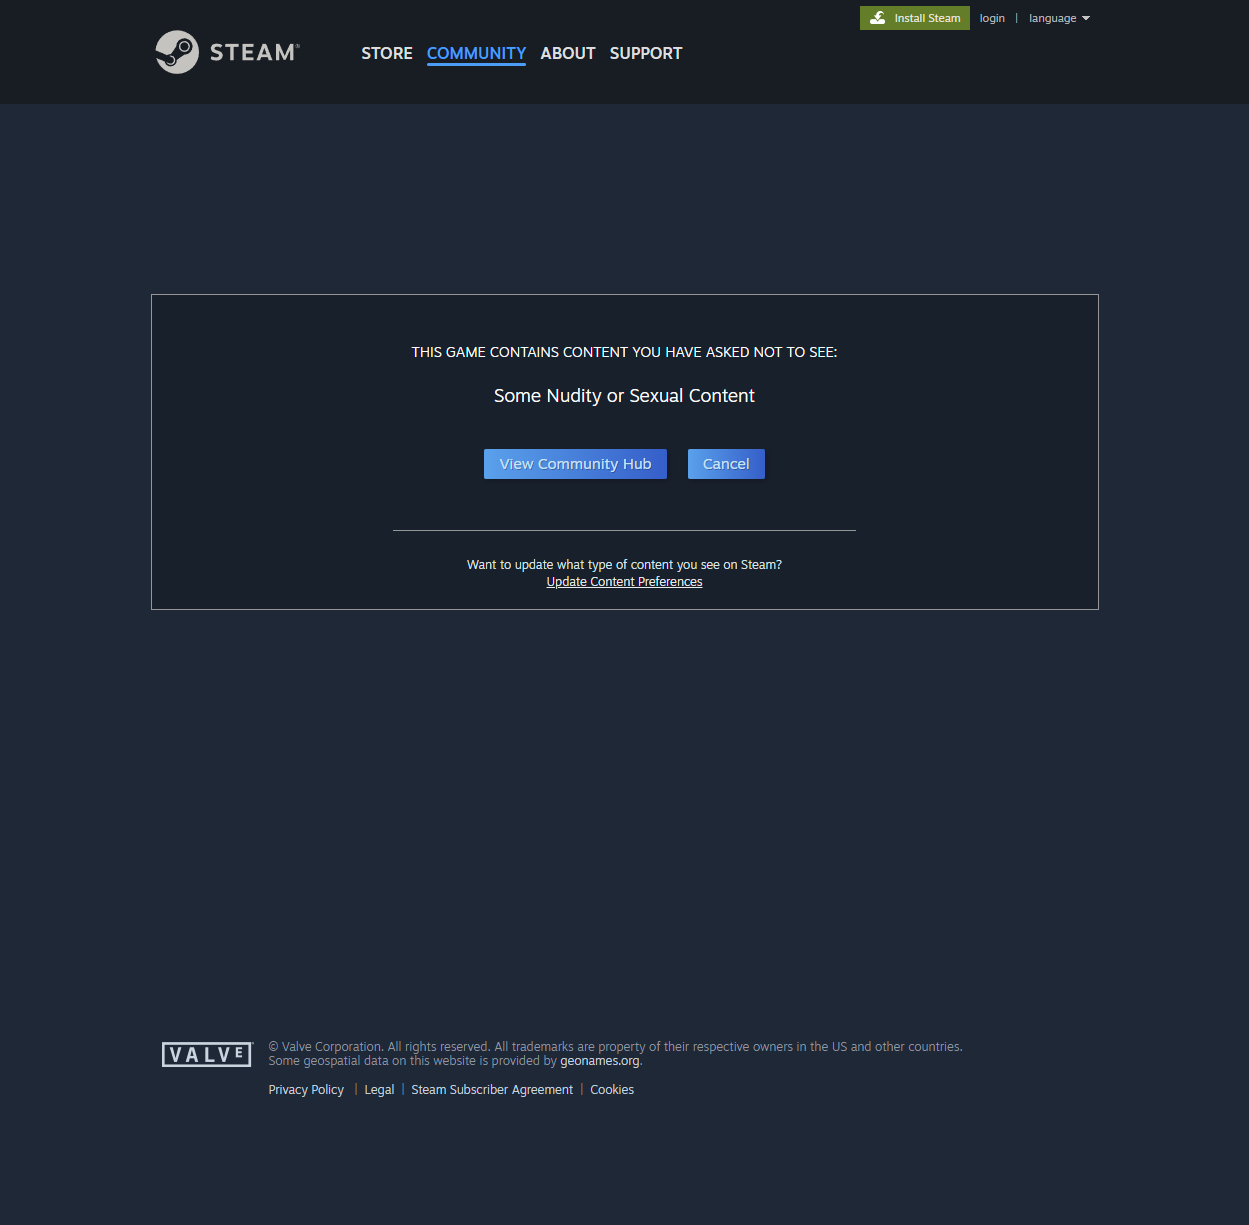 Install Steam
login | language
STEAM®
STORE COMMUNITY ABOUT SUPPORT
THIS GAME CONTAINS CONTENT YOU HAVE ASKED NOT TO SEE:
Some Nudity or Sexual Content
View Community Hub
Cancel
Want to update what type of content you see on Steam?
Update Content Preferences
VALVE
© Valve Corporation. All rights reserved. All trademarks are property of their respective owners in the US and other countries.
Some geospatial data on this website is provided by geonames.org.
Privacy Policy | Legal | Steam Subscriber Agreement | Cookies